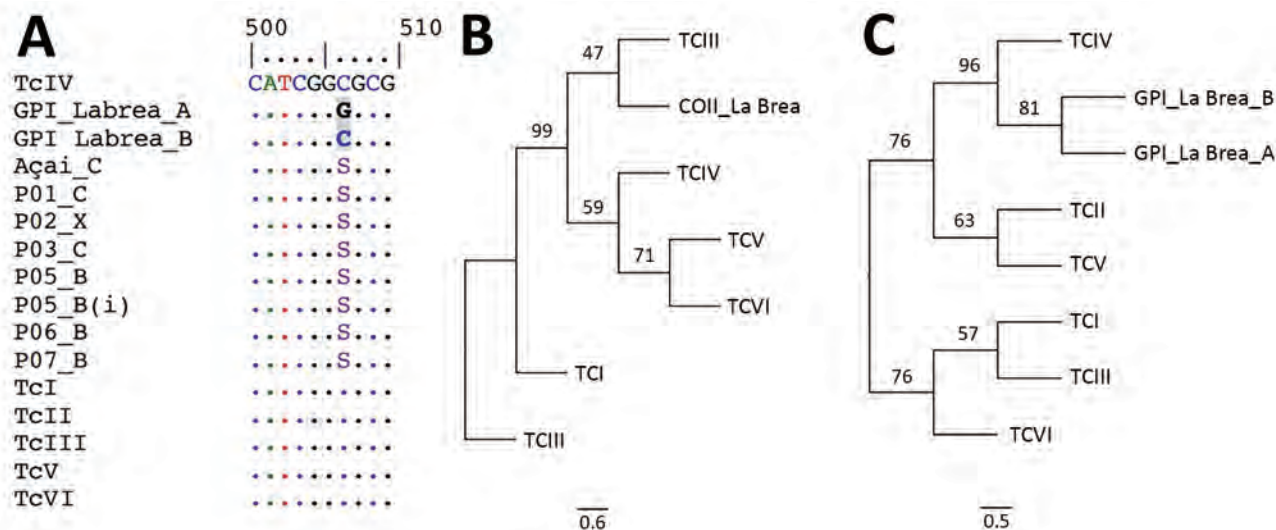 A
500 510
|....|....|
TcIV CATCGGCGCG
GPI_Labrea_A ......G...
GPI Labrea_B ......C...
Açai_C ......S...
P01_C ......S...
P02_X ......S...
P03_C ......S...
P05_B ......S...
P05_B(i) ......S...
P06_B ......S...
P07_B ......S...
TcI ..........
TcII ..........
TcIII ..........
TcV ..........
TcVI ..........
B
TCIII
47
COII_La Brea
99
TCIV
59
TCV
71
TCVI
TCI
TCIII
0.6
C
TCIV
96
GPI_La Brea_B
81
GPI_La Brea_A
76
TCII
63
TCV
TCI
57
TCIII
76
TCVI
0.5